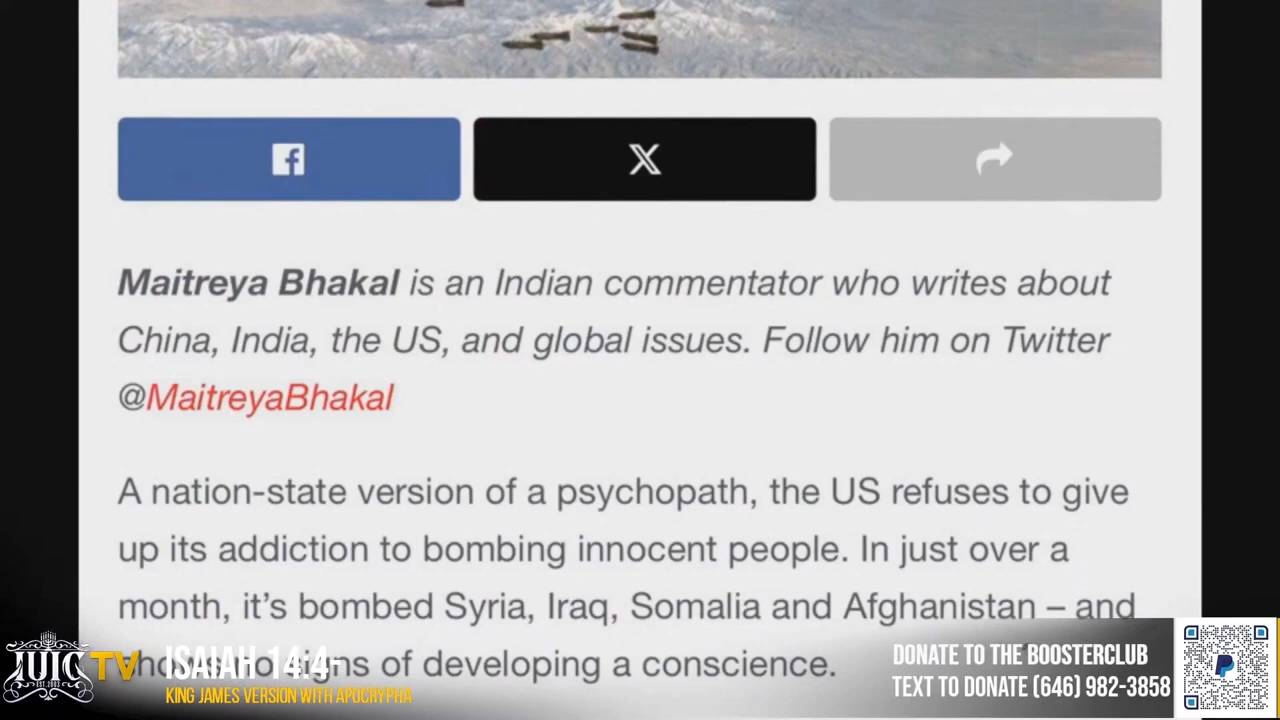 Maitreya Bhakal is an Indian commentator who writes about
China, India, the US, and global issues. Follow him on Twitter
@MaitreyaBhakal
A nation-state version of a psychopath, the US refuses to give
up its addiction to bombing innocent people. In just over a
month, it's bombed Syria, Iraq, Somalia and Afghanistan – and
of developing a conscience.
IUIC TV
EST. 2003
ISAIAH 14:4-
KING JAMES VERSION WITH APOCRYPHA
DONATE TO THE BOOSTERCLUB
TEXT TO DONATE (646) 982-3858